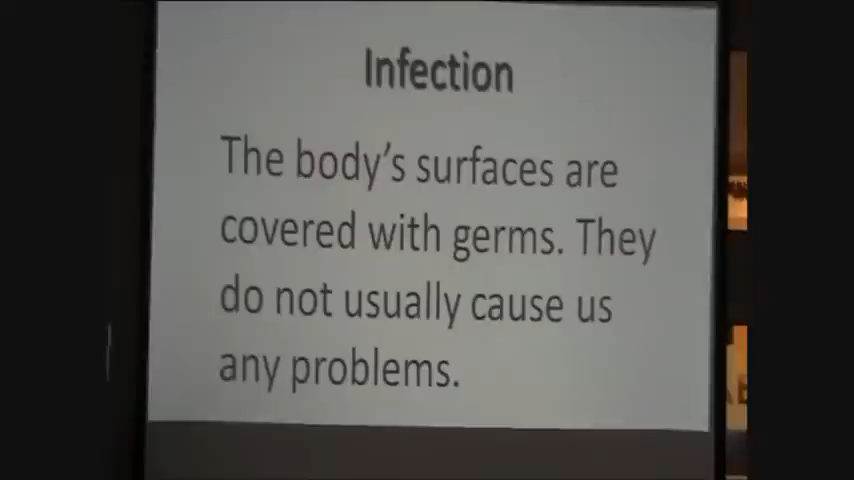 Infection
The body's surfaces are
covered with germs. They
do not usually cause us
any problems.